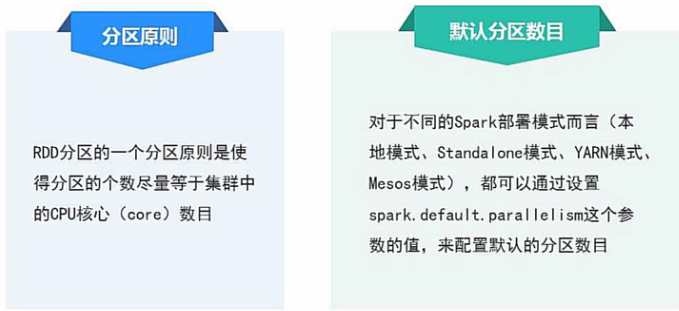 分区原则
RDD分区的一个分区原则是使
得分区的个数尽量等于集群中
的CPU核心（core）数目
默认分区数目
对于不同的Spark部署模式而言（本
地模式、Standalone模式、YARN模式、
Mesos模式），都可以通过设置
spark.default.parallelism这个参
数的值，来配置默认的分区数目